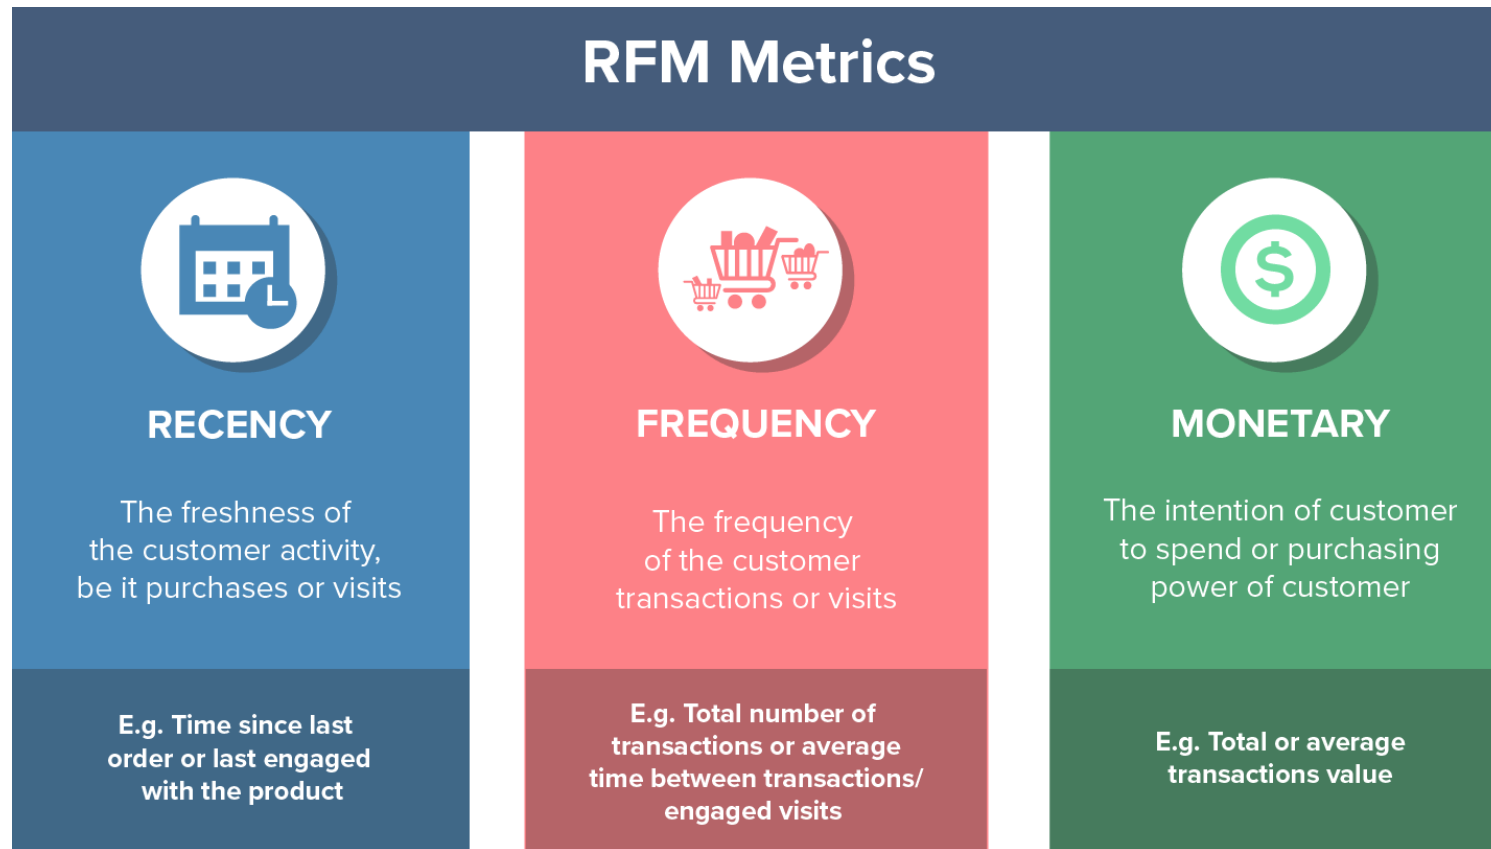 RFM Metrics
RECENCY
The freshness of
the customer activity,
be it purchases or visits
E.g. Time since last
order or last engaged
with the product
FREQUENCY
The frequency
of the customer
transactions or visits
E.g. Total number of
transactions or average
time between transactions/
engaged visits
MONETARY
The intention of customer
to spend or purchasing
power of customer
E.g. Total or average
transactions value